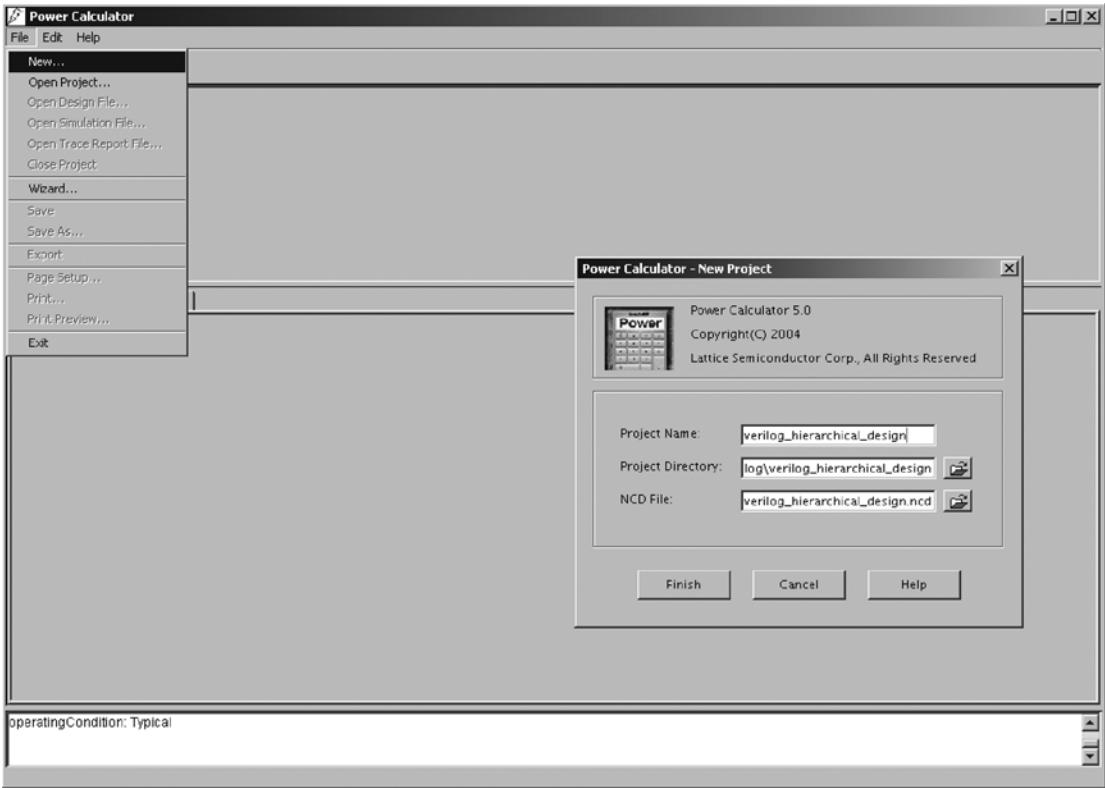 Power Calculator
File Edit Help
New...
Open Project...
Open Design File...
Open Simulation File...
Open Trace Report File...
Close Project
Wizard...
Save
Save As...
Export
Page Setup...
Print...
Print Preview...
Exit
Power Calculator - New Project
Power
Power Calculator 5.0
Copyright(C) 2004
Lattice Semiconductor Corp., All Rights Reserved
Project Name: verilog_hierarchical_design
Project Directory: log\verilog_hierarchical_design
NCD File: verilog_hierarchical_design.ncd
Finish Cancel Help
operatingCondition: Typical